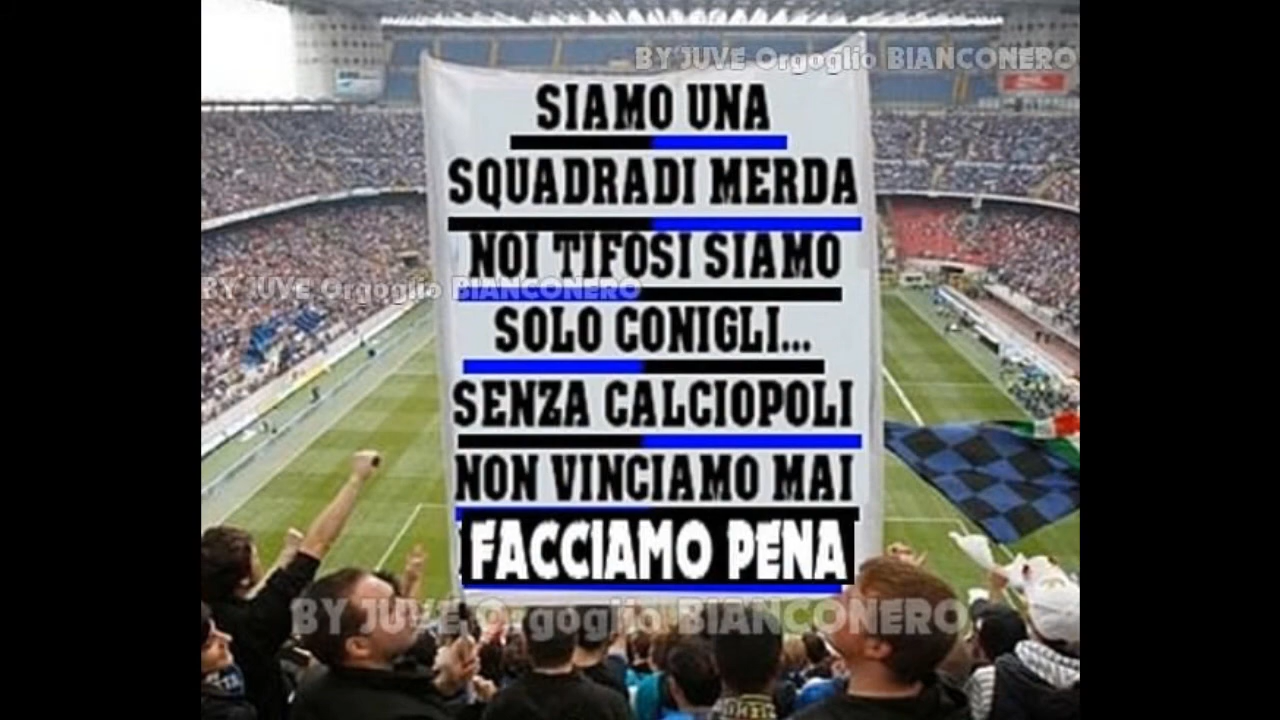 BY JUVE Orgoglio BIANCONERO
SIAMO UNA
SQUADRADI MERDA
NOI TIFOSI SIAMO
BY JUVE Orgoglio BIANCONERO
SOLO CONIGLI...
SENZA CALCIOPOLI
NON VINCIAMO MAI
FACCIAMO PENA
BY JUVE Orgoglio BIANCONERO